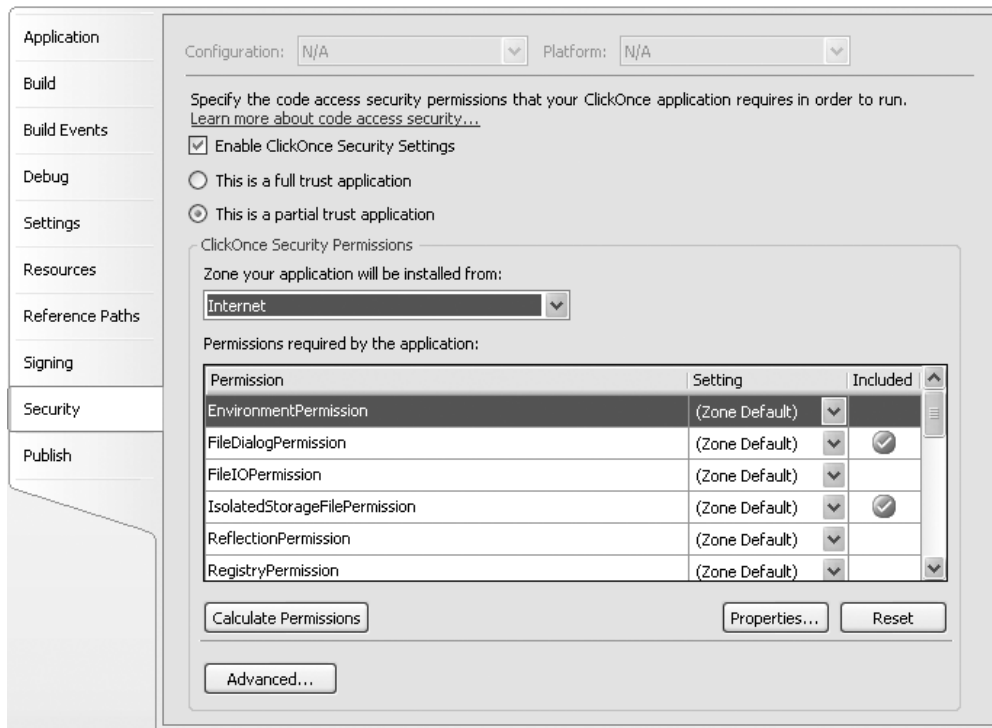 Application
Build
Build Events
Debug
Settings
Resources
Reference Paths
Signing
Security
Publish
Configuration: N/A Platform: N/A
Specify the code access security permissions that your ClickOnce application requires in order to run.
Learn more about code access security...
Enable ClickOnce Security Settings
This is a full trust application
This is a partial trust application
ClickOnce Security Permissions
Zone your application will be installed from:
Internet
Permissions required by the application:
Permission Setting Included
EnvironmentPermission (Zone Default)
FileDialogPermission (Zone Default)
FileIOPermission (Zone Default)
IsolatedStorageFilePermission (Zone Default)
ReflectionPermission (Zone Default)
RegistryPermission (Zone Default)
Calculate Permissions Properties... Reset
Advanced...